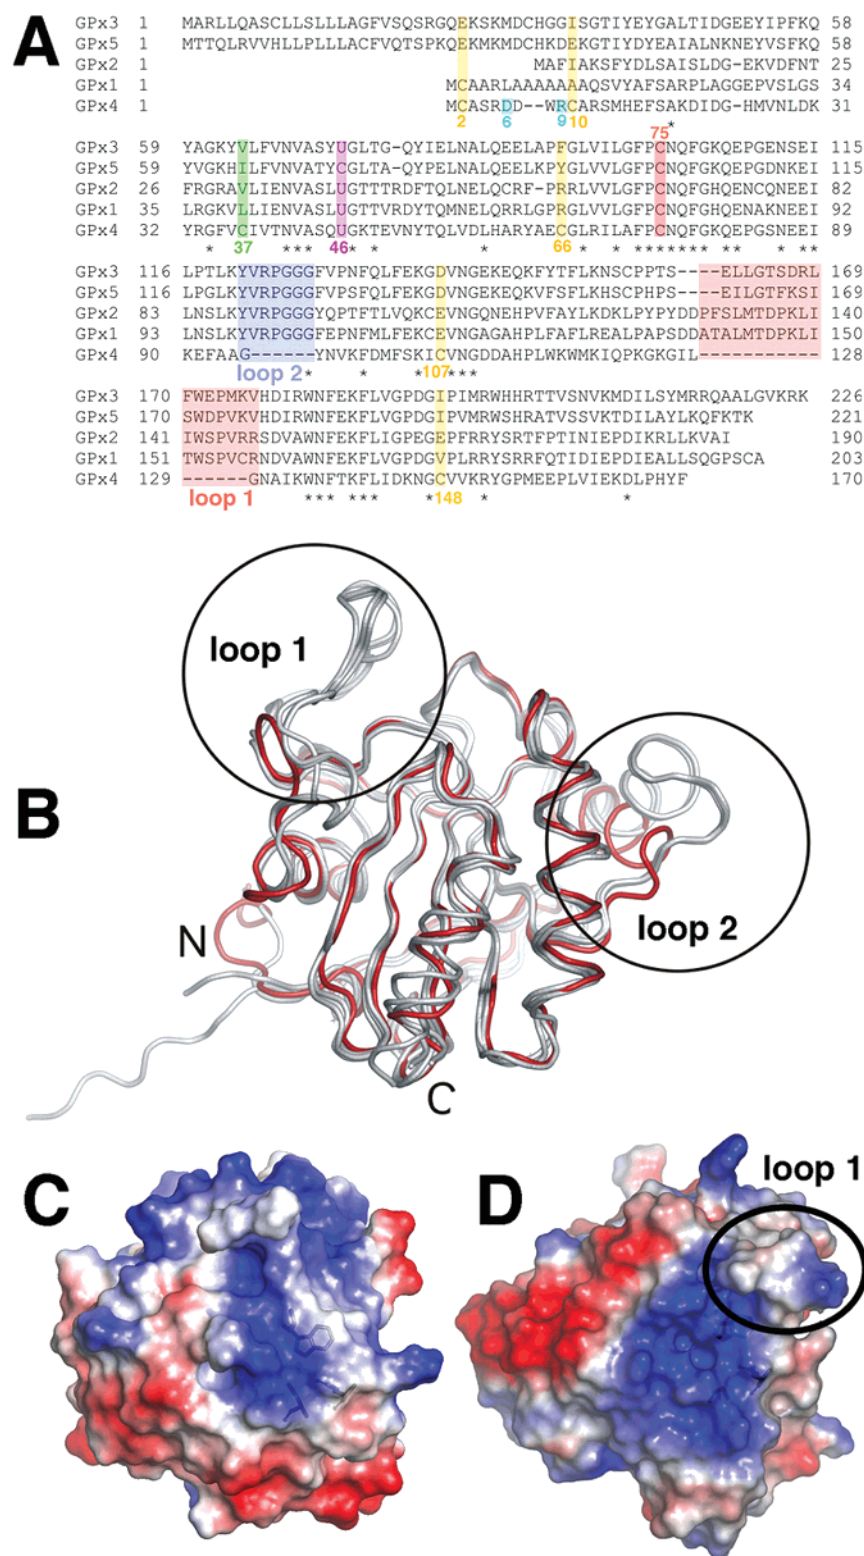 A
GPx3 1 MARLLQASCLLSLLLAGFVSQSRGQEKSKMDCHGGISGTIYEYGALTIDGEEYIPFKQ 58
GPx5 1 MTTQLRVVHLLPLLLACFVQTSPKQEKMKMDCHKDEKGTIYDYEAIALNKNEYVSFKQ 58
GPx2 1 MAFIAKSFYDLSAISLDG-EKVDFNT 25
GPx1 1 MCAARLAAAAAAAQSVYAFSARPLAGGEPVSLGS 34
GPx4 1 MCASRDD--WRCARSMHEFSAKDIDG-HMVNLDK 31
2 6 9 10 *
75
GPx3 59 YAGKYVLFVNVASYUGLTG-QYIELNALQEELAPFGLVILGFPCNQFGKQEPGENSEI 115
GPx5 59 YVGKHILFVNVATYCGLTA-QYPELNALQEELKPYGLVVLGFPCNQFGKQEPGDNKEI 115
GPx2 26 FRGRAVLIENVASLUGTTTRDFTQLNELQCRF-PRRLVVLGFPCNQFGHQENCQNEEI 82
GPx1 35 LRGKVLLIENVASLUGTTVRDYTQMNELQRRLGPRGLVVLGFPCNQFGHQENAKNEEI 92
GPx4 32 YRGFVCIVTNVASQUGKTEVNYTQLVDLHARYAECGLRILAFPCNQFGKQEPGSNEEI 89
* 37 *** 46 * * * 66 * * ******** ** * **
GPx3 116 LPTLKYVRPGGGFVPNFQLFEKGDVNGEKEQKFYTFLKNSCPPTS----ELLGTSDRL 169
GPx5 116 LPGLKYVRPGGGFVPNFQLFEKGDVNGEKEQKVFSFLKHSCPHPS----EILGTFKSI 169
GPx2 83 LNSLKYVRPGGGYQPTFTLVQKCEVNGQNEHPVFAYLKDKLPYPYDDPFSLMTDPKLI 140
GPx1 93 LNSLKYVRPGGGFEPNFMLFEKCEVNGAGAHPLFAFLREALPAPSDDATALMTDPKLI 150
GPx4 90 KEFAAG------YNVKFDMFSKICVNGDDAHPLWKWMKIQPKGKGIL----------- 128
loop 2 * * * 107 ***
GPx3 170 FWEPMKVHDIRWNFEKFLVGPDGIPIMRWHHRTTVSNVKMDILSYMRRQAALGVKRK 226
GPx5 170 SWDPVKVHDIRWNFEKFLVGPDGVPVMRWSHRATVSSVKTDILAYLKQFKTK 221
GPx2 141 IWSPVRRSDVAWNFEKFLIGPEGEPFRRYSRTFPTINIEPDIKRLLKVAI 190
GPx1 151 TWSPVCRNDVAWNFEKFLVGPDGVPLRRYSRRFQTIDIEPDIEALLSQGPSCA 203
GPx4 129 ------GNAIKWNFTKFLIDKNGCVVKRYGPMEEPLVIEKDLPHYF 170
loop 1 *** *** * 148 * *
loop 1
B
loop 2
N
C
C
D
loop 1